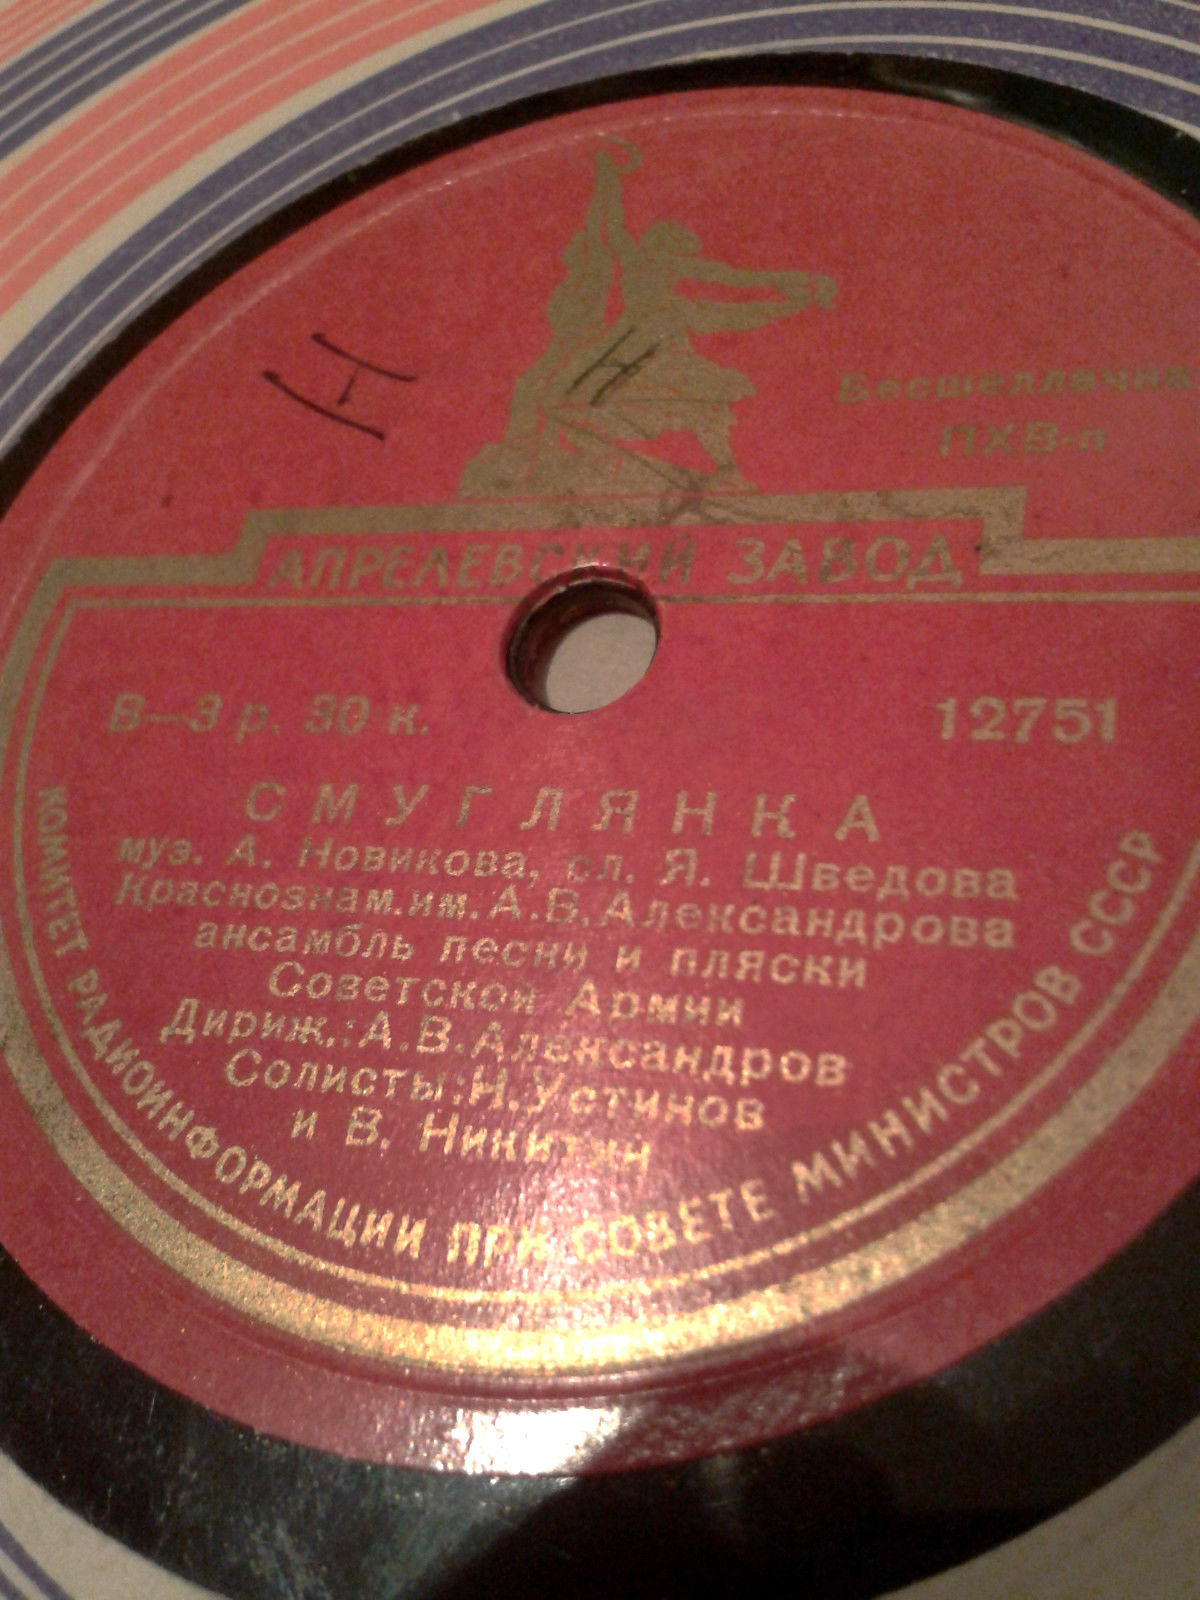 Н
Н
Бесшеллачна
ПХВ-п
АПРЕЛЕВСКИЙ ЗАВОД
В—3 р. 30 к.
12751
СМУГЛЯНКА
муз. А. Новикова, сл. Я. Шведова
Краснознам.им.А.В.Александрова
ансамбль песни и пляски
Советской Армии
Дириж.:А.В.Александров
Солисты:Н.Устинов
и В. Никитин
КОМИТЕТ РАДИОИНФОРМАЦИИ ПРИ СОВЕТЕ МИНИСТРОВ СССР